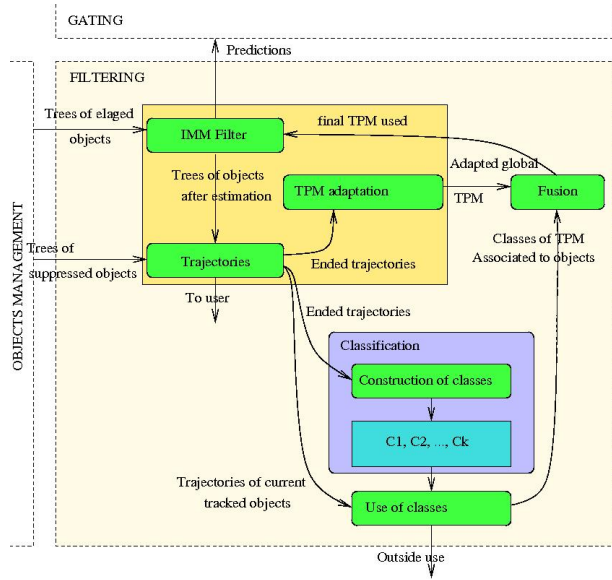 GATING
Predictions
FILTERING
OBJECTS MANAGEMENT
Trees of elaged
objects
IMM Filter
final TPM used
Trees of objects
after estimation
TPM adaptation
Adapted global
TPM
Fusion
Trees of
suppressed objects
Trajectories
Ended trajectories
Classes of TPM
Associated to objects
To user
Ended trajectories
Classification
Construction of classes
C1, C2, ..., Ck
Trajectories of current
tracked objects
Use of classes
Outside use